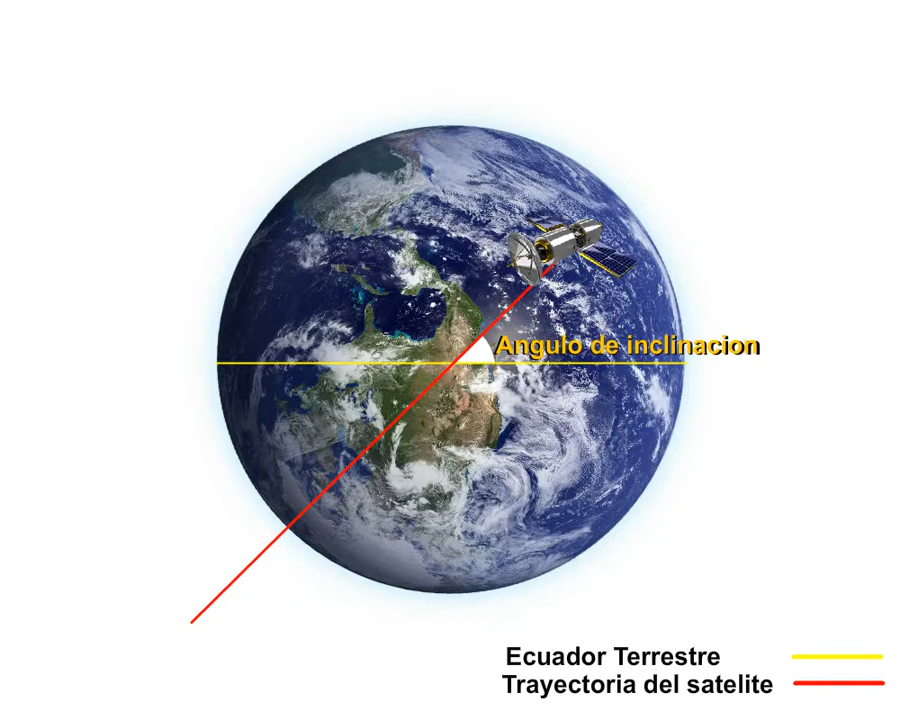 Angulo de inclinacion
Ecuador Terrestre
Trayectoria del satelite